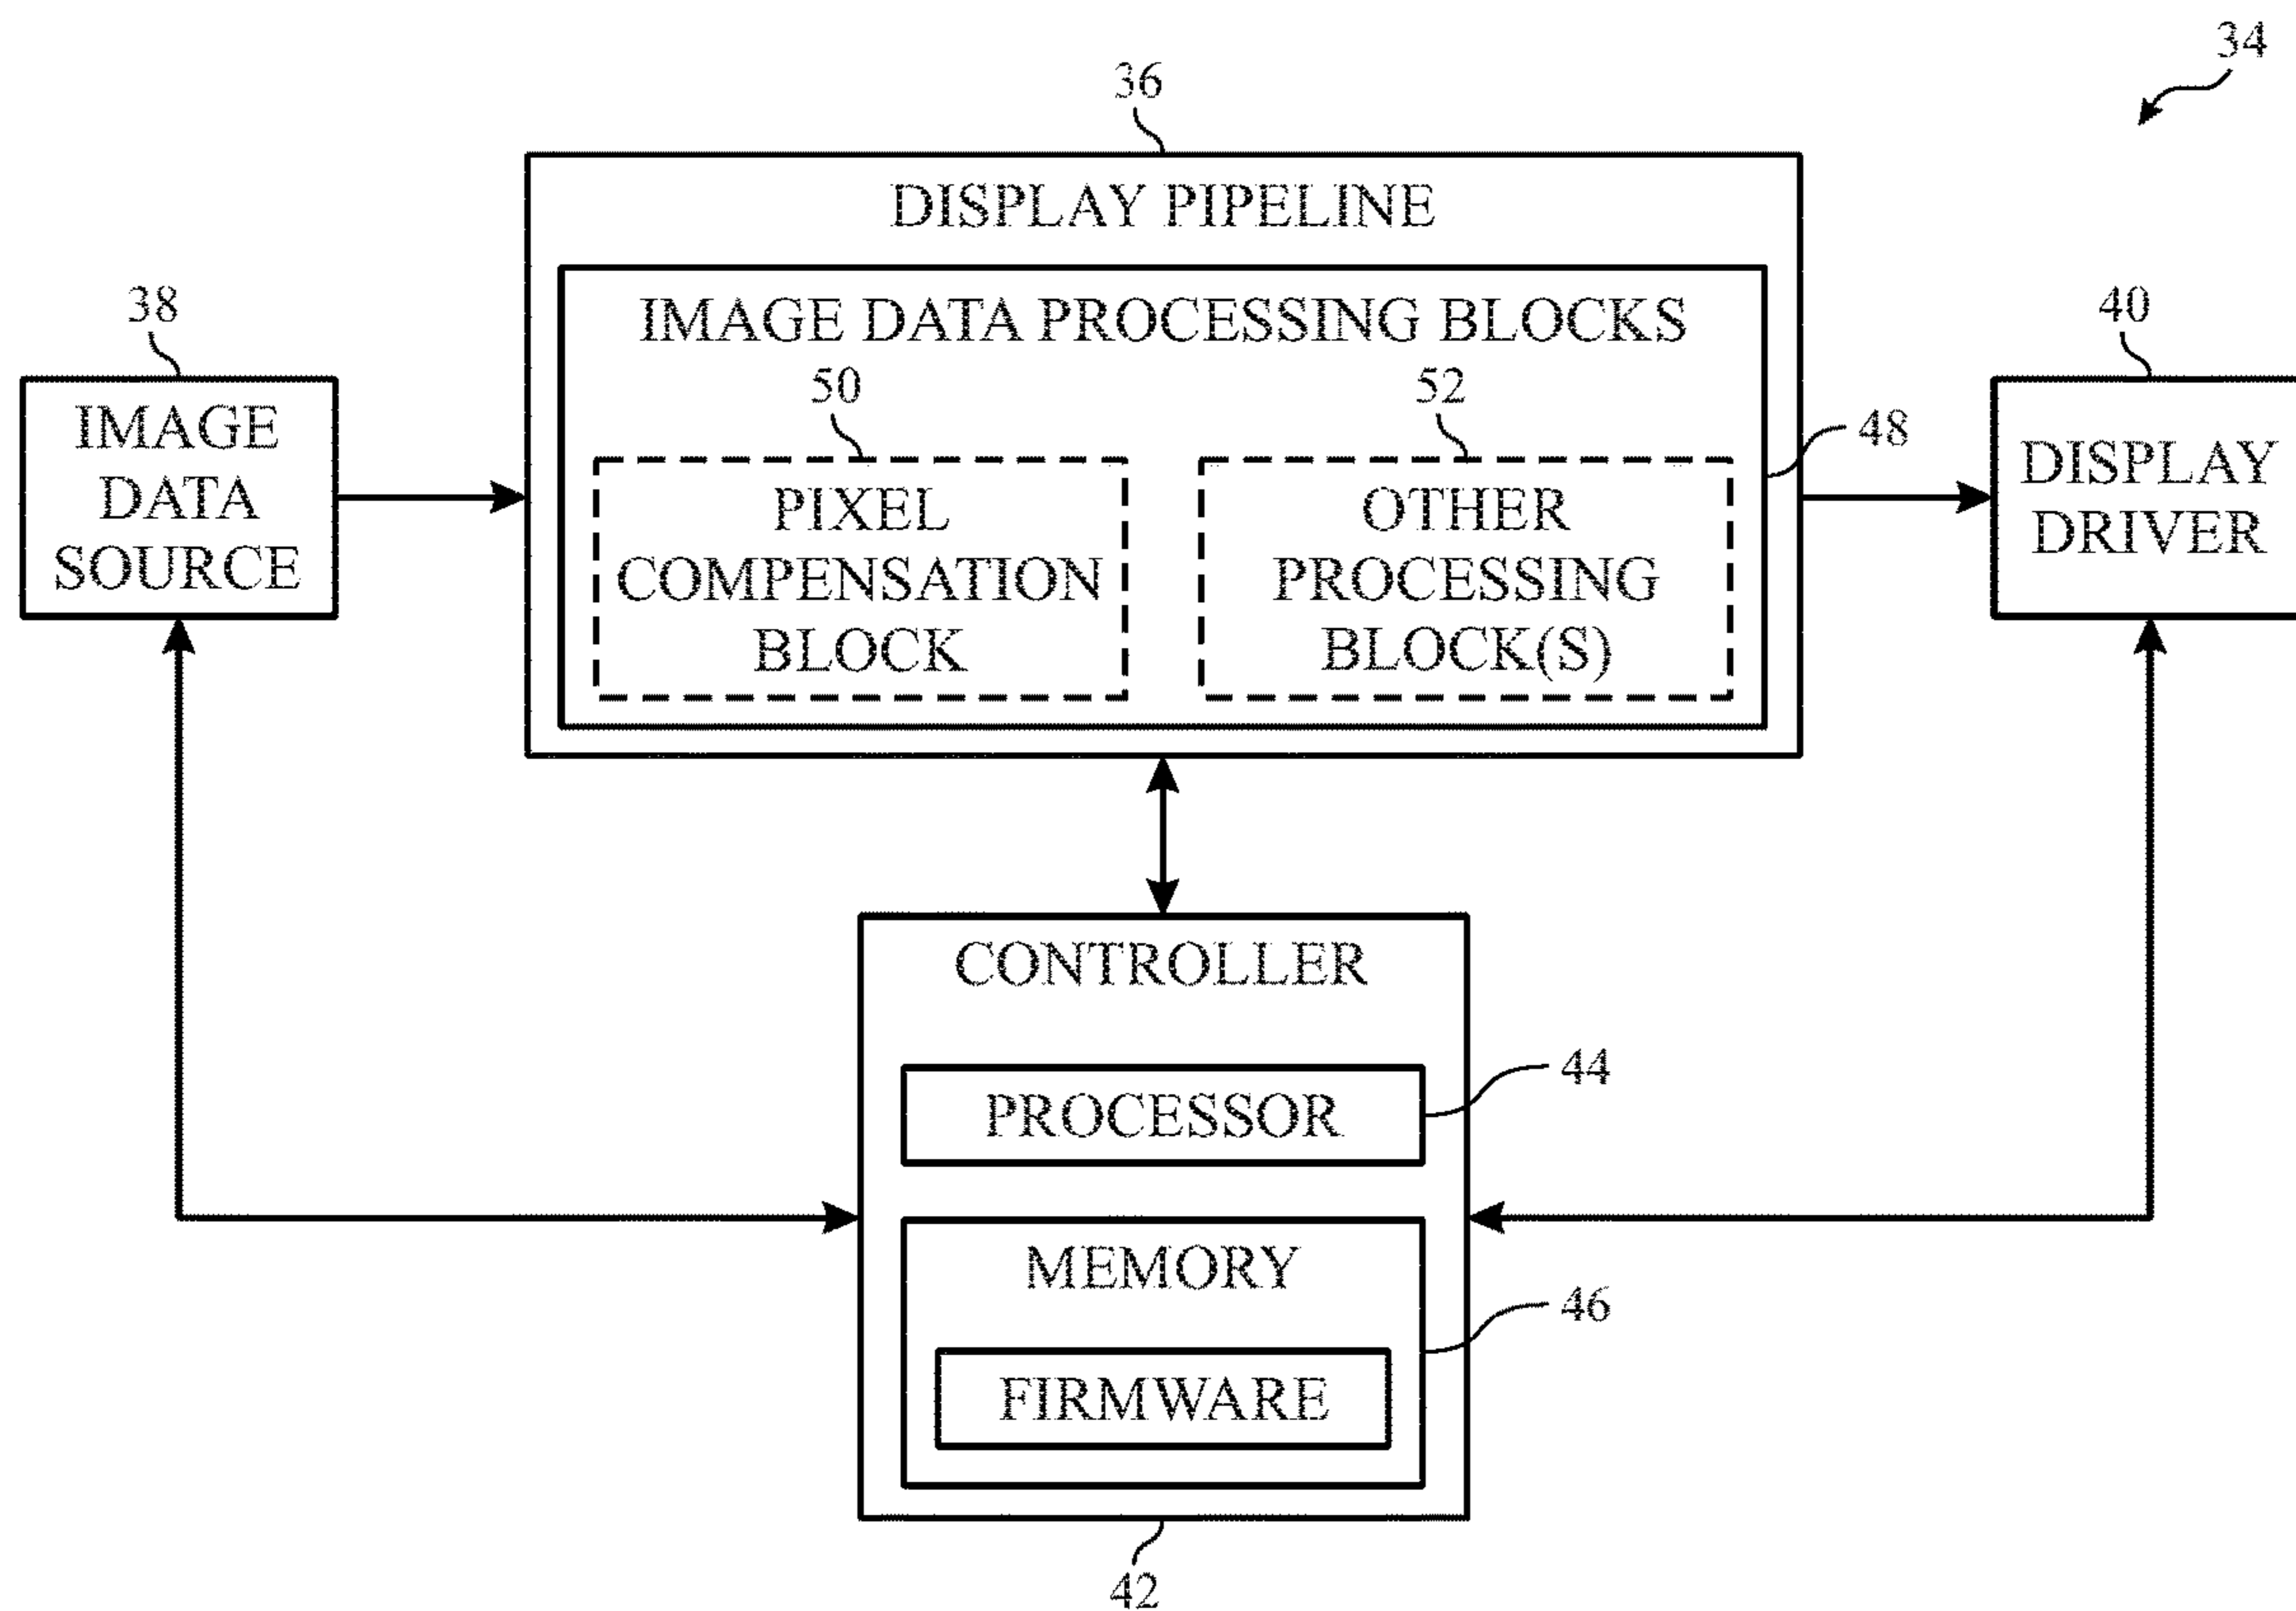 34
36
DISPLAY PIPELINE
IMAGE DATA PROCESSING BLOCKS
38
IMAGE
DATA
SOURCE
50
PIXEL
COMPENSATION
BLOCK
52
OTHER
PROCESSING
BLOCK(S)
48
40
DISPLAY
DRIVER
CONTROLLER
PROCESSOR
44
MEMORY
46
FIRMWARE
42